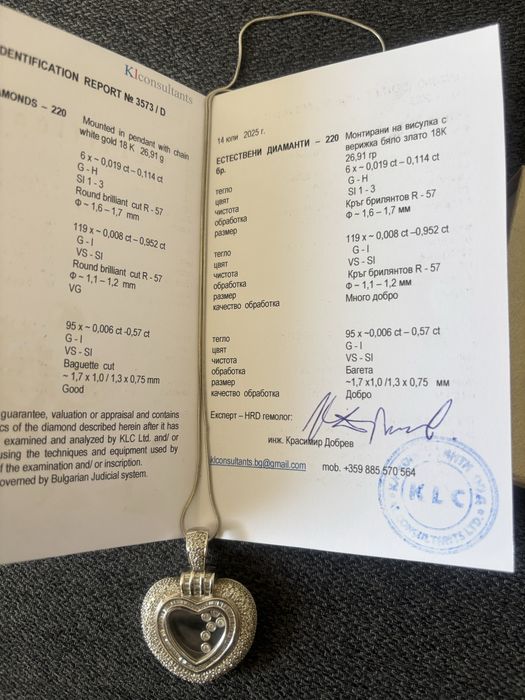 Klconsultants
DENTIFICATION REPORT № 3573 / D
AMONDS – 220
Mounted in pendant with chain
white gold 18 K 26,91 g
6 x ~ 0,019 ct – 0,114 ct
G - H
SI 1 - 3
Round brilliant cut R - 57
Φ ~ 1,6 – 1,7 mm
119 x ~ 0,008 ct -0,952 ct
G - I
VS – SI
Round brilliant cut R - 57
Φ ~ 1,1 – 1,2 mm
VG
95 x ~ 0,006 ct -0,57 ct
G - I
VS – SI
Baguette cut
~ 1,7 x 1,0 / 1,3 x 0,75 mm
Good
guarantee, valuation or appraisal and contains
cs of the diamond described herein after it has
examined and analyzed by KLC Ltd. and/ or
using the techniques and equipment used by
f the examination and/ or inscription.
overned by Bulgarian Judicial system.
14 юли 2025 г.
ЕСТЕСТВЕНИ ДИАМАНТИ – 220
бр.
Монтирани на висулка с
верижка бяло злато 18К
26,91 гр
тегло 6 x ~ 0,019 ct – 0,114 ct
цвят G - H
чистота SI 1 - 3
обработка Кръг брилянтов R - 57
размер Φ ~ 1,6 – 1,7 мм
тегло 119 x ~ 0,008 ct –0,952 ct
цвят G - I
чистота VS - SI
обработка Кръг брилянтов R - 57
размер Φ ~ 1,1 – 1,2 мм
качество обработка Много добро
тегло 95 x ~0,006 ct – 0,57 ct
цвят G - I
чистота VS – SI
обработка Багета
размер ~1,7 x1,0 / 1,3 x 0,75 мм
качество обработка Добро
Експерт – HRD гемолог:
инж. Красимир Добрев
klconsultants.bg@gmail.com mob. +359 885 570 564
KLC
CONSULTANTS LTD.